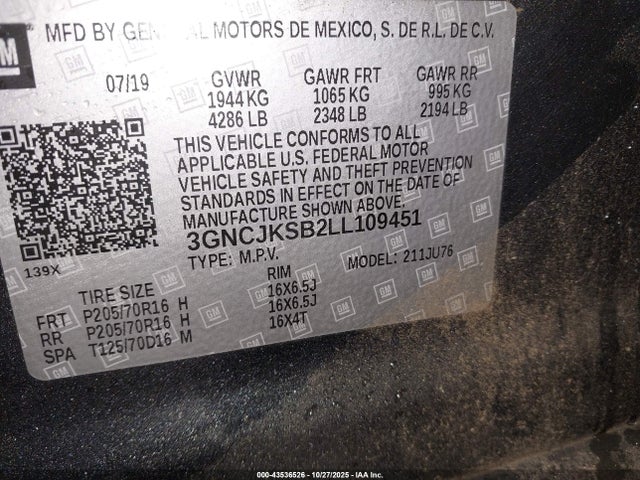 GM
MFD BY GENERAL MOTORS DE MEXICO, S. DE R.L. DE C.V.
07/19 GVWR GAWR FRT GAWR RR
1944 KG 1065 KG 995 KG
4286 LB 2348 LB 2194 LB
THIS VEHICLE CONFORMS TO ALL
APPLICABLE U.S. FEDERAL MOTOR
VEHICLE SAFETY AND THEFT PREVENTION
STANDARDS IN EFFECT ON THE DATE OF
MANUFACTURE SHOWN ABOVE.
3GNCJKSB2LL109451
139X TYPE: M.P.V. MODEL: 211JU76
TIRE SIZE RIM
FRT P205/70R16 H 16X6.5J
RR P205/70R16 H 16X6.5J
SPA T125/70D16 M 16X4T
000-43536526 | 10/27/2025 | IAA Inc.